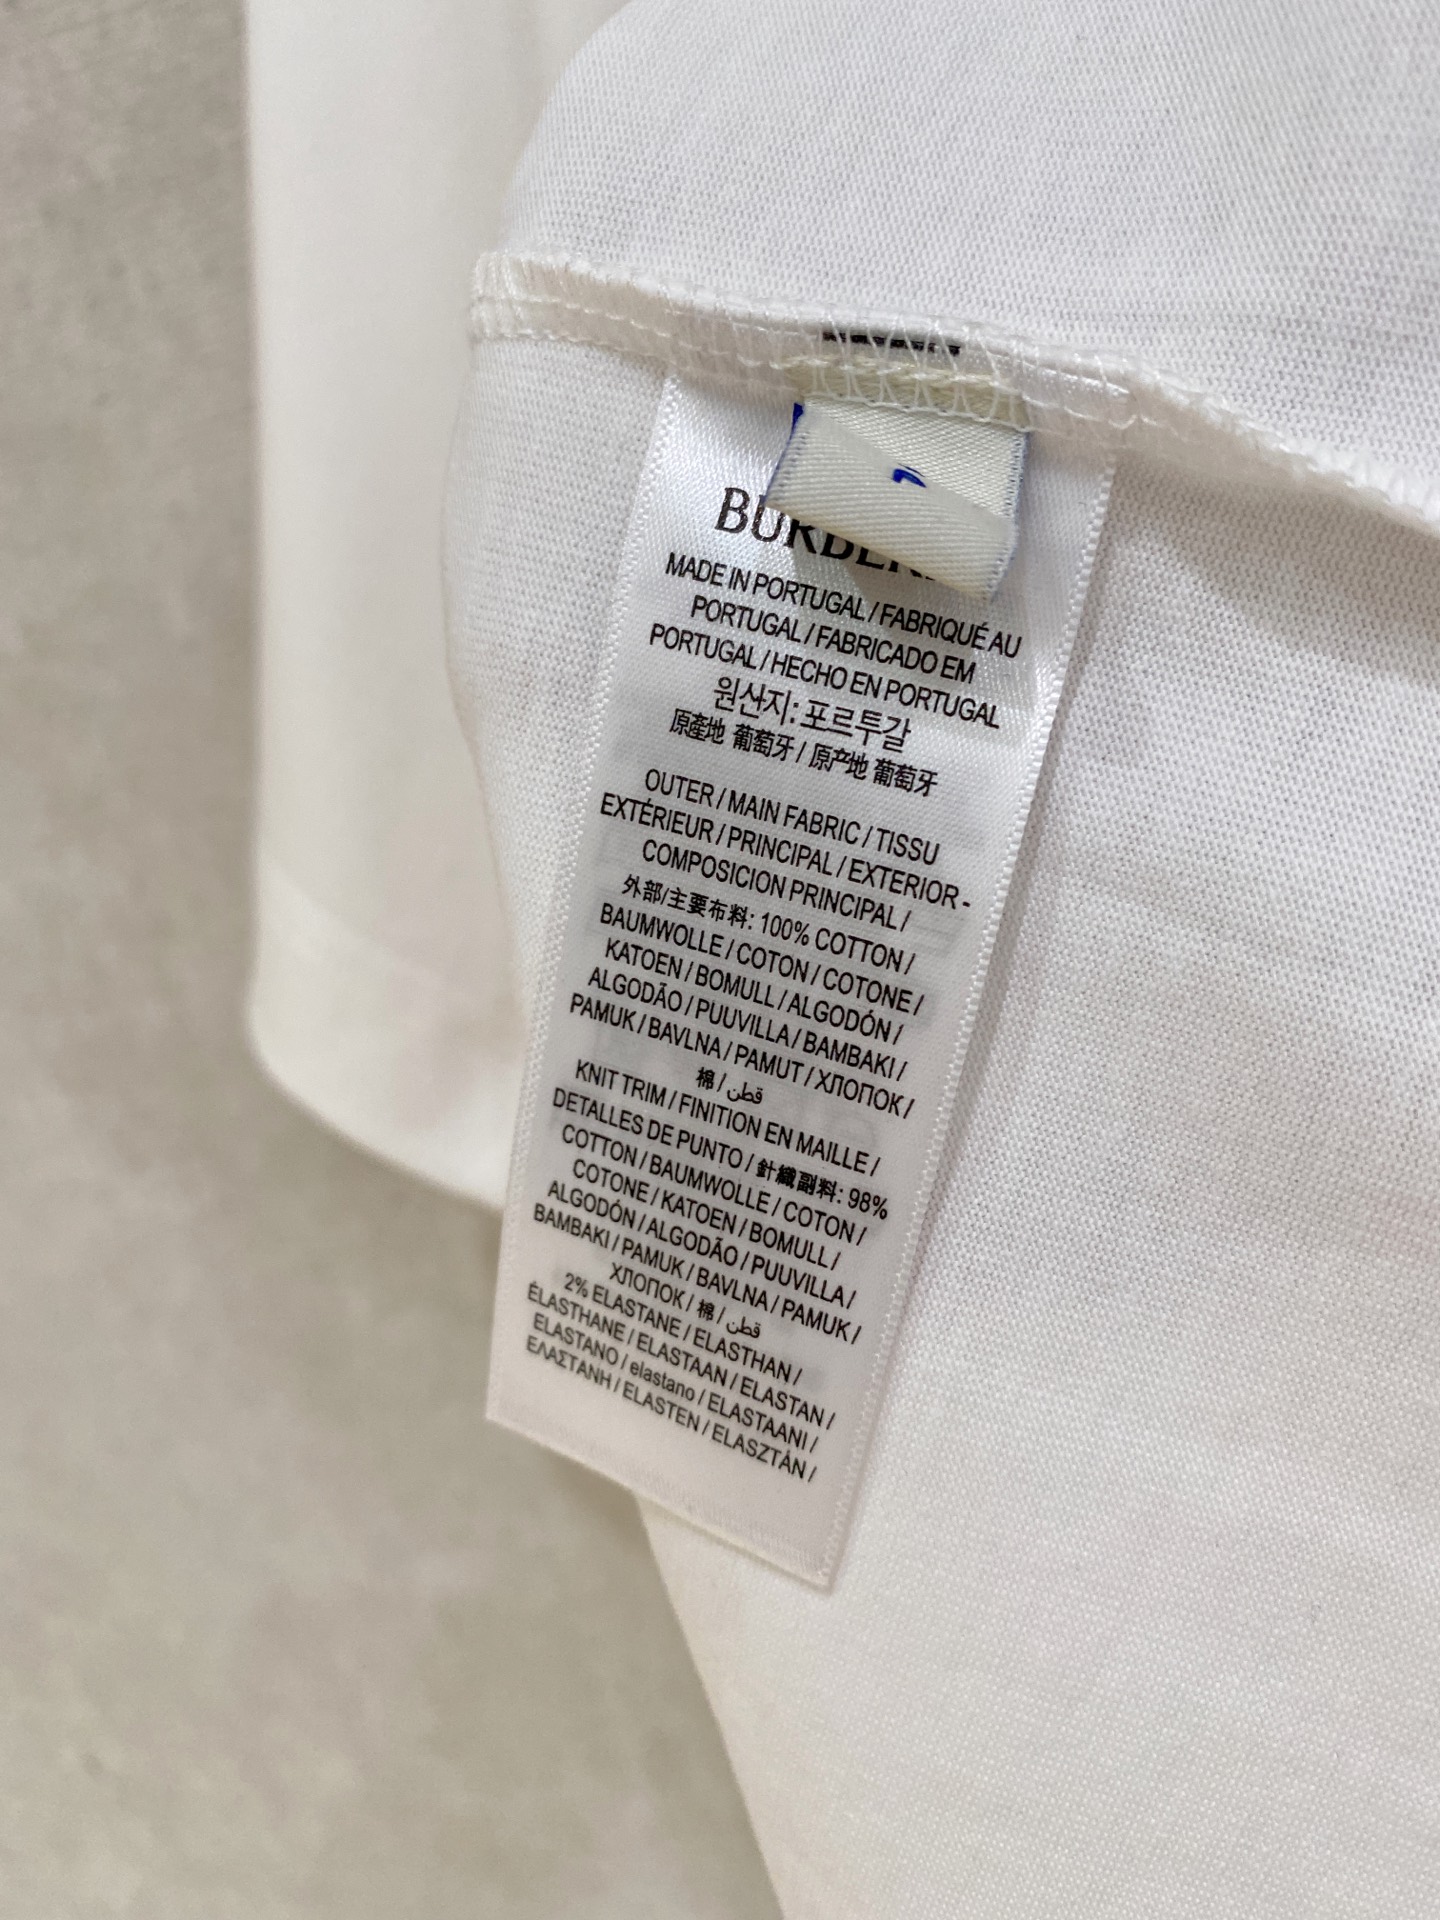 MADE IN PORTUGAL / FABRIQUÉ AU
PORTUGAL / FABRICADO EM
PORTUGAL / HECHO EN PORTUGAL
원산지: 포르투갈
原產地 葡萄牙 / 原产地 葡萄牙
OUTER / MAIN FABRIC / TISSU
EXTÉRIEUR / PRINCIPAL / EXTERIOR -
COMPOSICION PRINCIPAL /
外部/主要布料: 100% COTTON /
BAUMWOLLE / COTON / COTONE /
KATOEN / BOMULL / ALGODÓN /
ALGODÃO / PUUVILLA / BAMBAKI /
PAMUK / BAVLNA / PAMUT / ХЛОПОК /
棉 / قطن
KNIT TRIM / FINITION EN MAILLE /
DETALLES DE PUNTO / 針織副料: 98%
COTTON / BAUMWOLLE / COTON /
COTONE / KATOEN / BOMULL /
ALGODÓN / ALGODÃO / PUUVILLA /
BAMBAKI / PAMUK / BAVLNA / PAMUK /
ХЛОПОК / 棉 / قطن
2% ELASTANE / ELASTHAN /
ÉLASTHANE / ELASTAAN / ELASTAN /
ELASTANO / elastano / ELASTAANI /
ΕΛΑΣΤΑΝΗ / ELASTEN / ELASZTÁN /